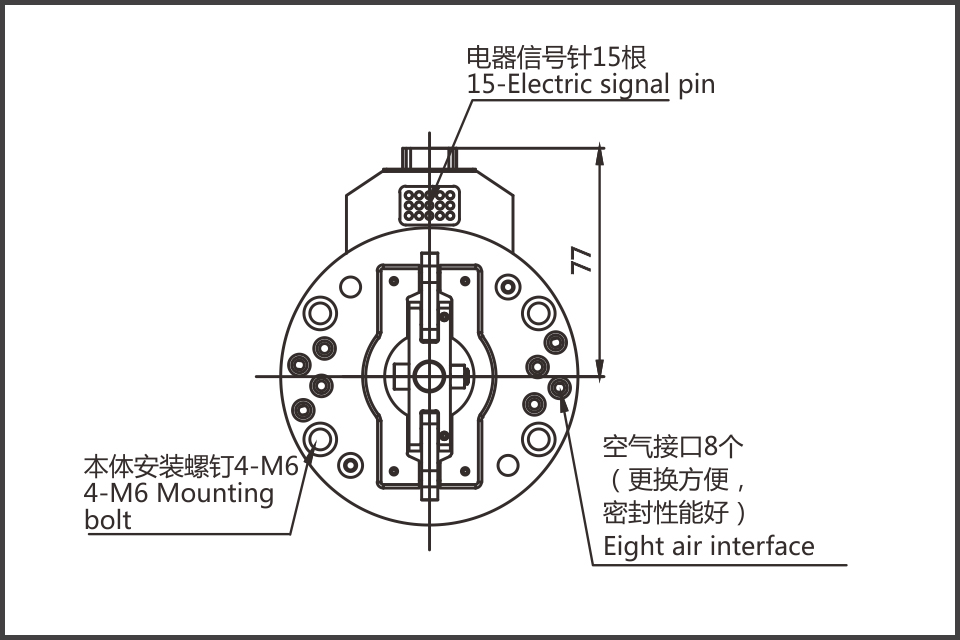 电器信号针15根
15-Electric signal pin
77
本体安装螺钉4-M6
4-M6 Mounting
bolt
空气接口8个
（更换方便，
密封性能好）
Eight air interface